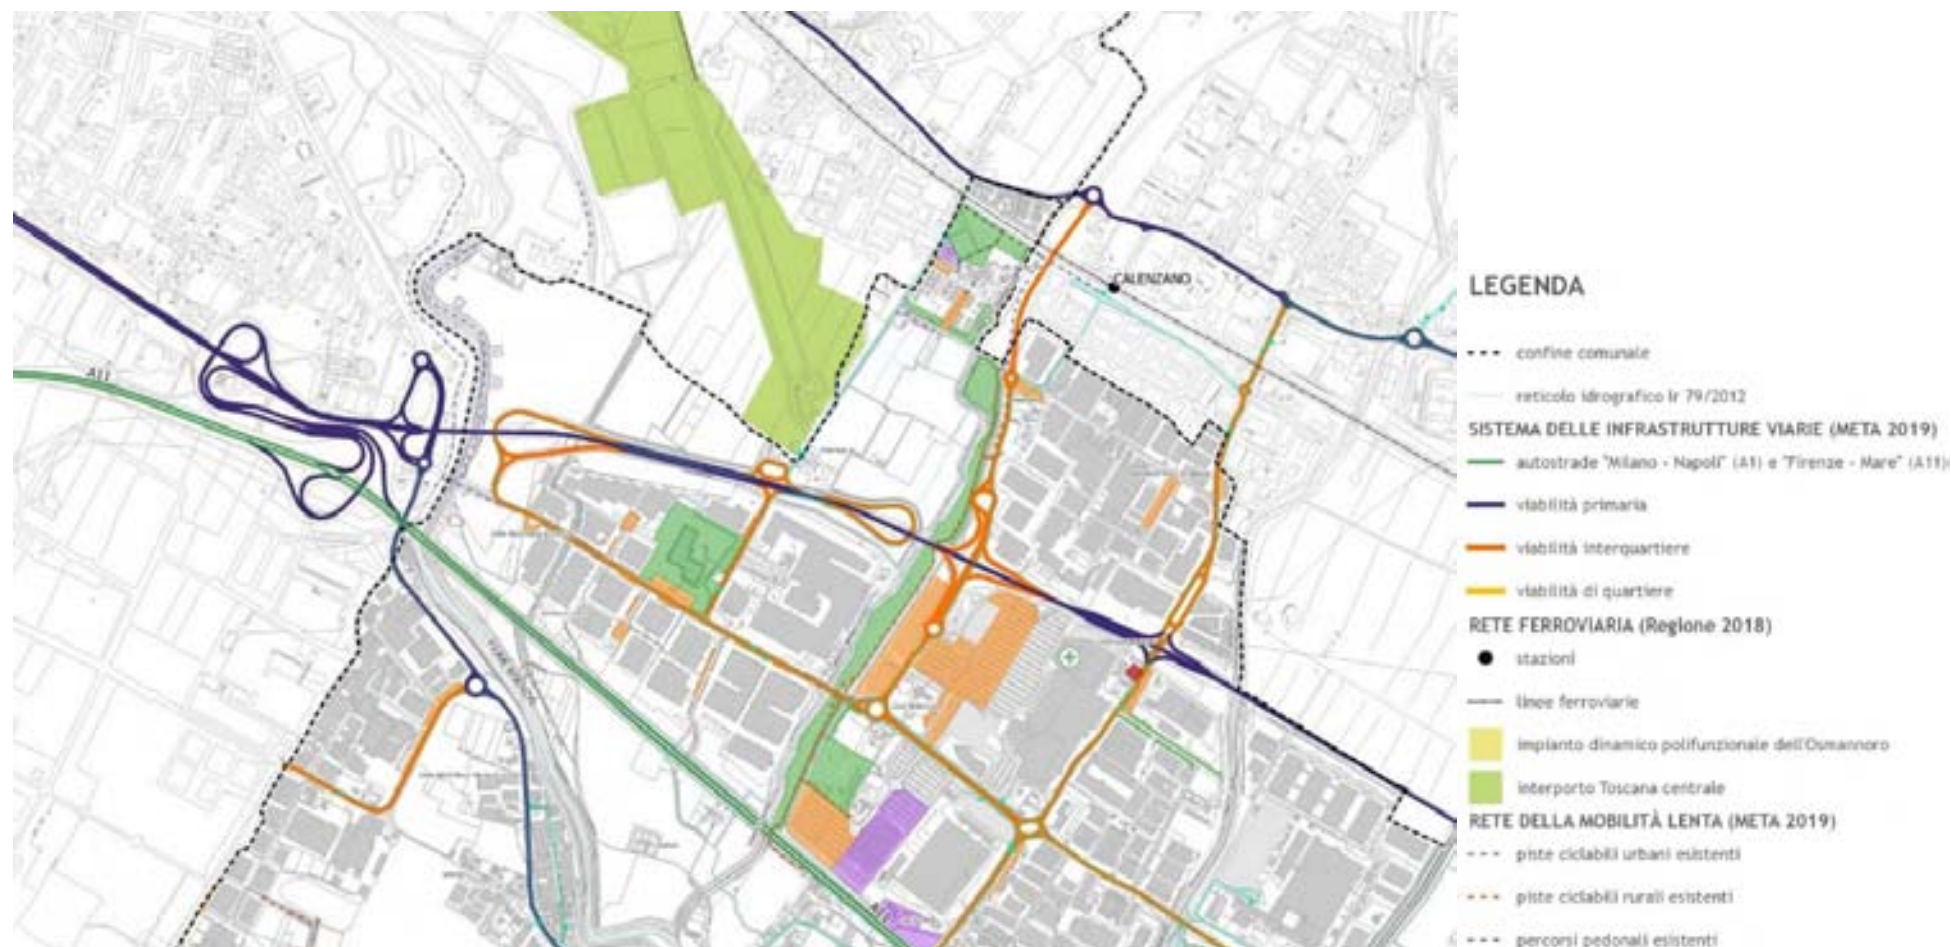 CALENZANO
A11
LEGENDA
confine comunale
reticolo idrografico lr 79/2012
SISTEMA DELLE INFRASTRUTTURE VIARIE (META 2019)
autostrade "Milano - Napoli" (A1) e "Firenze - Mare" (A11)
viabilità primaria
viabilità interquartiere
viabilità di quartiere
RETE FERROVIARIA (Regione 2018)
stazioni
linee ferroviarie
impianto dinamico polifunzionale dell'Osmannoro
interporto Toscana centrale
RETE DELLA MOBILITÀ LENTA (META 2019)
piste ciclabili urbani esistenti
piste ciclabili rurali esistenti
percorsi pedonali esistenti